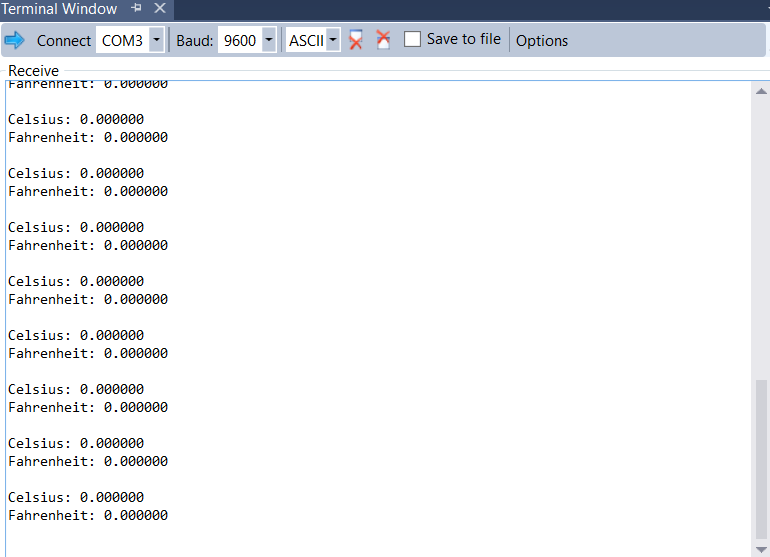 Terminal Window
Connect COM3 Baud: 9600 ASCII Save to file Options
Receive
Fahrenheit: 0.000000
Celsius: 0.000000
Fahrenheit: 0.000000
Celsius: 0.000000
Fahrenheit: 0.000000
Celsius: 0.000000
Fahrenheit: 0.000000
Celsius: 0.000000
Fahrenheit: 0.000000
Celsius: 0.000000
Fahrenheit: 0.000000
Celsius: 0.000000
Fahrenheit: 0.000000
Celsius: 0.000000
Fahrenheit: 0.000000
Celsius: 0.000000
Fahrenheit: 0.000000